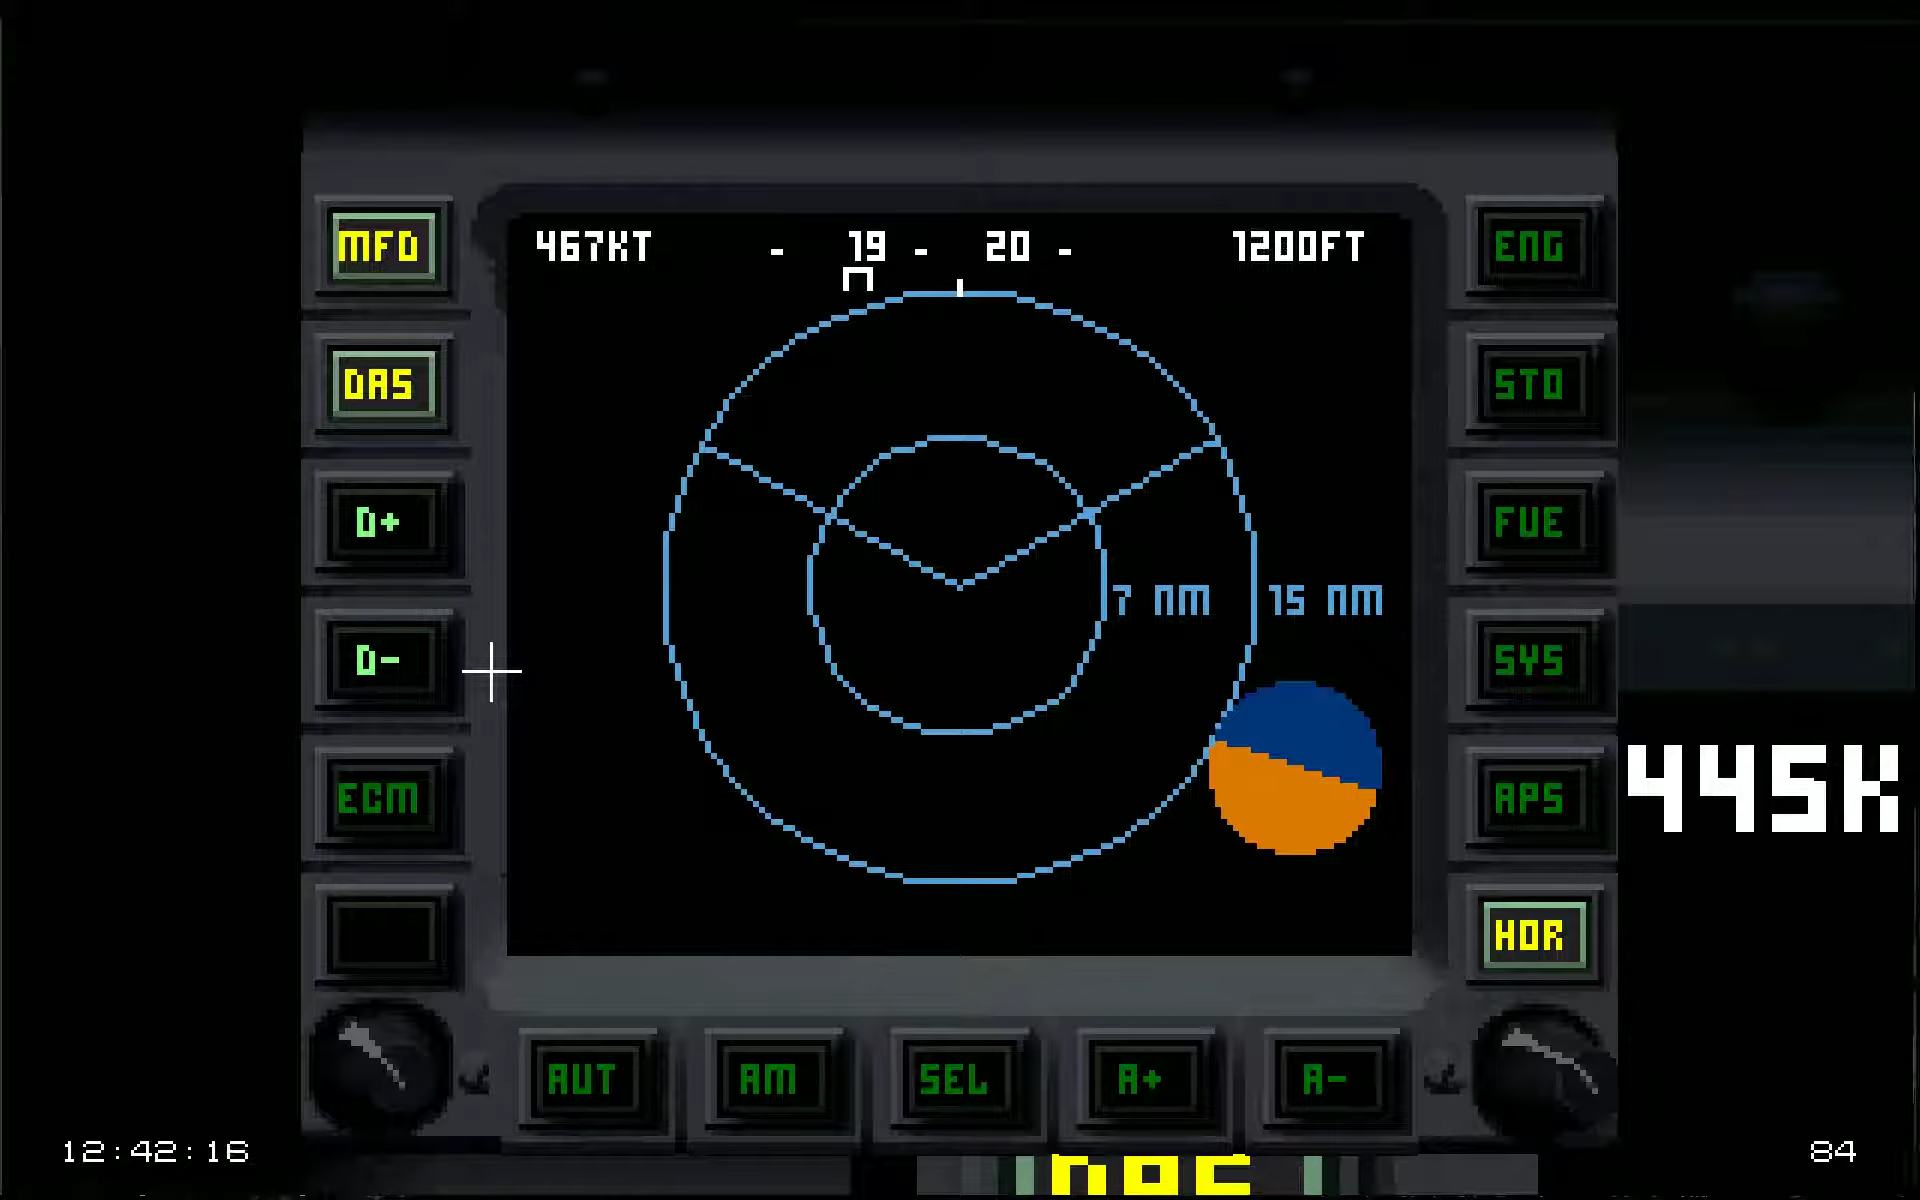 MFD
DAS
D+
D-
ECM
467KT - 19 - 20 - 1200FT
7 NM 15 NM
ENG
STO
FUE
SYS
APS
HOR
445K
AUT AM SEL A+ A-
12:42:16
84